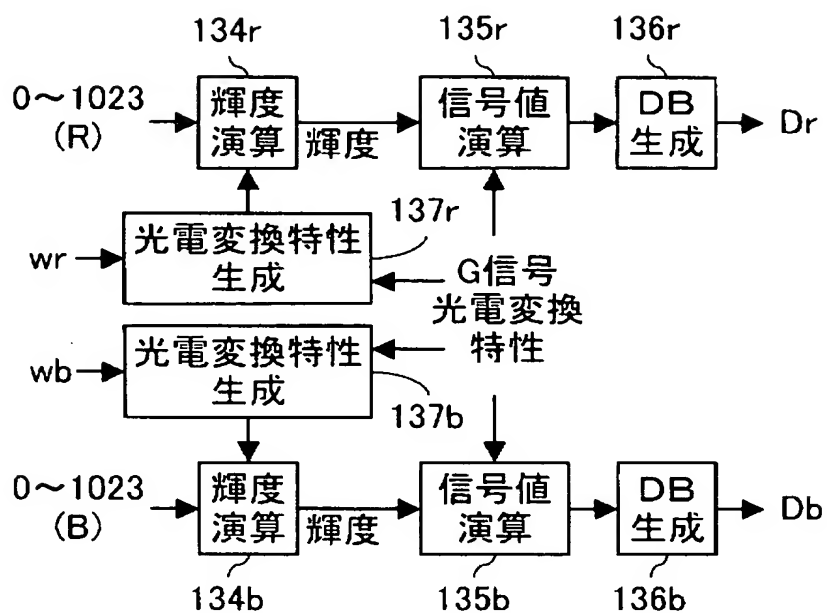 134r
135r
136r
0～1023
(R)
輝度
演算
輝度
信号値
演算
DB
生成
Dr
wr
光電変換特性
生成
137r
G信号
光電変換
特性
wb
光電変換特性
生成
137b
0～1023
(B)
輝度
演算
輝度
信号値
演算
DB
生成
Db
134b
135b
136b